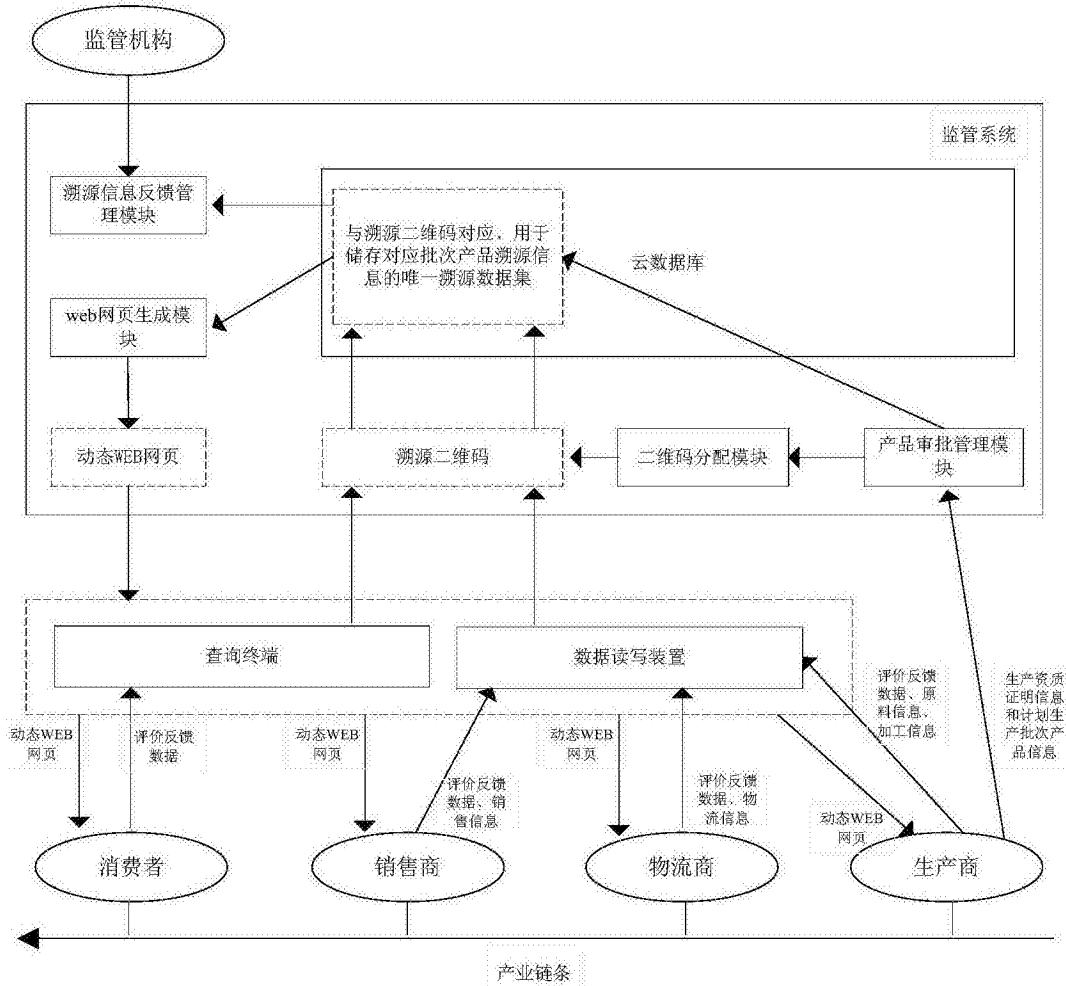 监管机构
监管系统
溯源信息反馈管
理模块
与溯源二维码对应、用于
储存对应批次产品溯源信
息的唯一溯源数据集
云数据库
web网页生成模
块
动态WEB网页
溯源二维码
二维码分配模块
产品审批管理模
块
查询终端
数据读写装置
动态WEB
网页
评价反馈
数据
动态WEB
网页
评价反馈
数据、销
售信息
动态WEB
网页
评价反馈
数据、物
流信息
动态WEB
网页
评价反馈
数据、原
料信息、
加工信息
生产资质
证明信息
和计划生
产批次产
品信息
消费者
销售商
物流商
生产商
产业链条